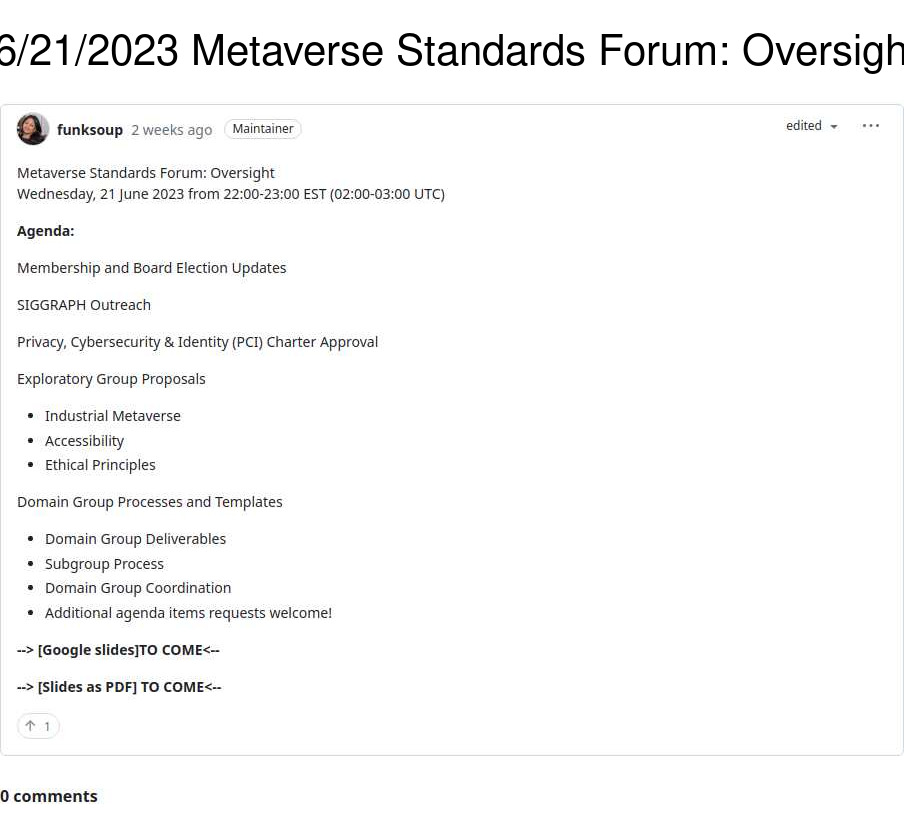 6/21/2023 Metaverse Standards Forum: Oversigh
funksoup 2 weeks ago Maintainer edited
Metaverse Standards Forum: Oversight
Wednesday, 21 June 2023 from 22:00-23:00 EST (02:00-03:00 UTC)
Agenda:
Membership and Board Election Updates
SIGGRAPH Outreach
Privacy, Cybersecurity & Identity (PCI) Charter Approval
Exploratory Group Proposals
Industrial Metaverse
Accessibility
Ethical Principles
Domain Group Processes and Templates
Domain Group Deliverables
Subgroup Process
Domain Group Coordination
Additional agenda items requests welcome!
--> [Google slides]TO COME<--
--> [Slides as PDF] TO COME<--
1
0 comments